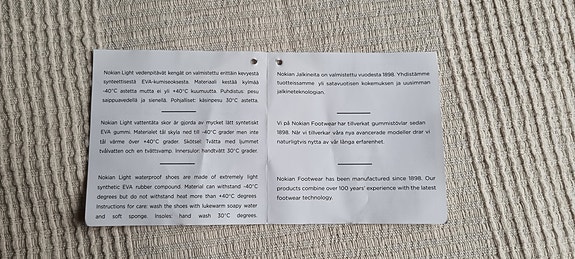 Nokian Light vedenpitävät kengät on valmistettu erittäin kevyestä
synteettisestä EVA-kumiseoksesta. Materiaali kestää kylmää
-40°C astetta mutta ei yli +40°C kuumuutta. Puhdistus: pesu
saippuavedellä ja sienellä. Pohjalliset: käsinpesu 30°C astetta.
Nokian Light vattentäta skor är gjorda av mycket lätt syntetiskt
EVA gummi. Materialet tål skyla ned till -40°C grader men inte
tål värme över +40°C grader. Skötsel: Tvätta med ljummet
tvålvatten och en tvättsvamp. Innersulor: handtvätt 30°C grader.
Nokian Light waterproof shoes are made of extremely light
synthetic EVA rubber compound. Material can withstand -40°C
degrees but do not withstand heat more than +40°C degrees.
Instructions for care: wash the shoes with lukewarm soapy water
and soft sponge. Insoles: hand wash 30°C degrees.
Nokian Jalkineita on valmistettu vuodesta 1898. Yhdistämme
tuotteissamme yli satavuotisen kokemuksen ja uusimman
jalkineteknologian.
Vi på Nokian Footwear har tillverkat gummistövlar sedan
1898. När vi tillverkar våra nya avancerade modeller drar vi
naturligtvis nytta av vår långa erfarenhet.
Nokian Footwear has been manufactured since 1898. Our
products combine over 100 years' experience with the latest
footwear technology.